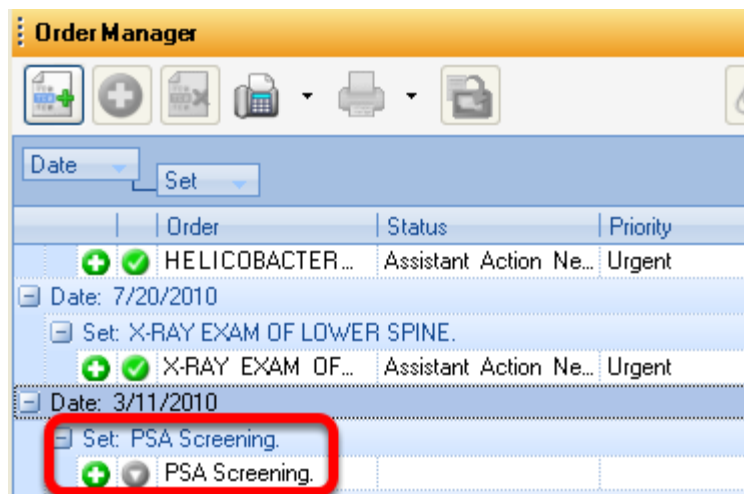 Order Manager
Date
Set
Order Status Priority
HELICOBACTER... Assistant Action Ne... Urgent
Date: 7/20/2010
Set: X-RAY EXAM OF LOWER SPINE.
X-RAY EXAM OF... Assistant Action Ne... Urgent
Date: 3/11/2010
Set: PSA Screening.
PSA Screening.